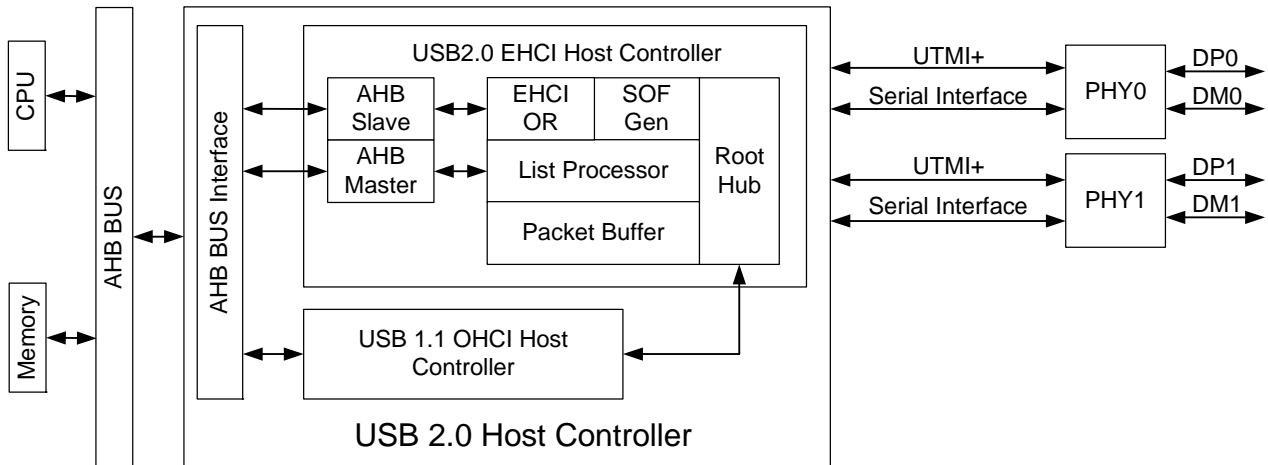 CPU
Memory
AHB BUS
AHB BUS Interface
USB2.0 EHCI Host Controller
AHB
Slave
AHB
Master
EHCI
OR
SOF
Gen
List Processor
Packet Buffer
Root
Hub
USB 1.1 OHCI Host
Controller
USB 2.0 Host Controller
UTMI+
Serial Interface
PHY0
DP0
DM0
UTMI+
Serial Interface
PHY1
DP1
DM1